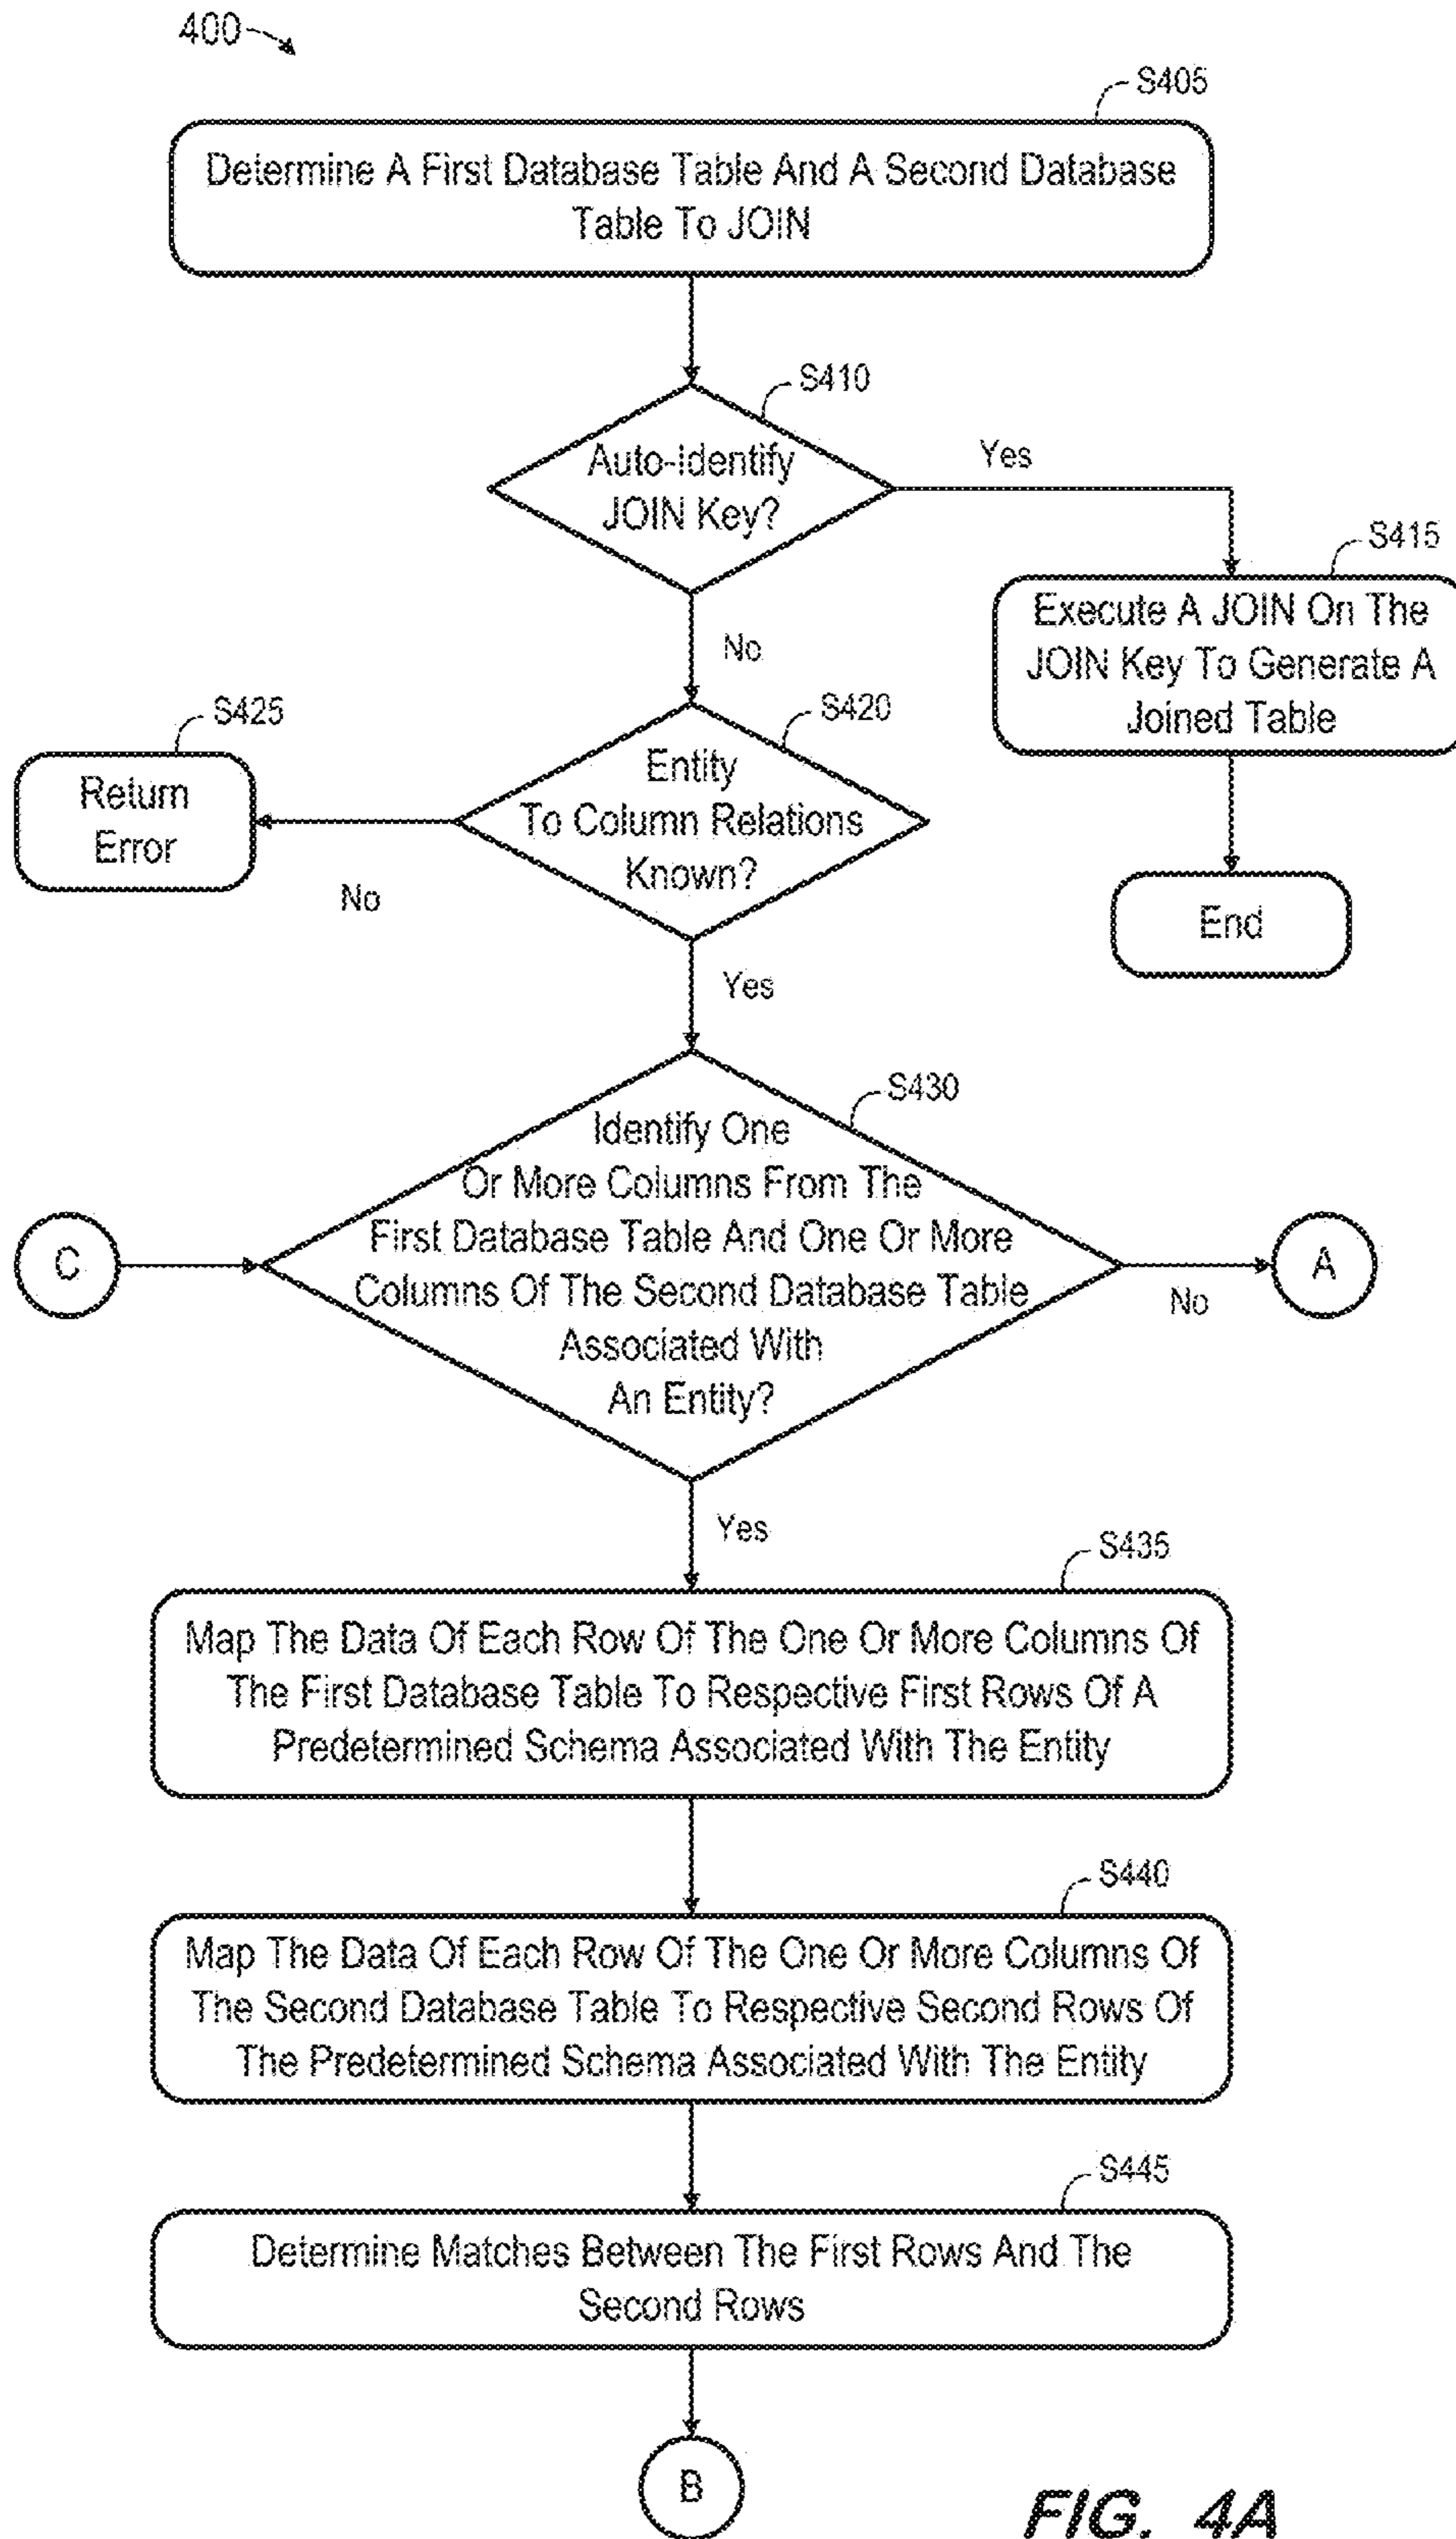 400
S405
Determine A First Database Table And A Second Database
Table To JOIN
S410
Auto-Identify
JOIN Key?
Yes
S415
Execute A JOIN On The
JOIN Key To Generate A
Joined Table
No
S425
Return
Error
S420
Entity
To Column Relations
Known?
No
End
Yes
S430
Identify One
Or More Columns From The
First Database Table And One Or More
Columns Of The Second Database Table
Associated With
An Entity?
C
A
No
Yes
S435
Map The Data Of Each Row Of The One Or More Columns Of
The First Database Table To Respective First Rows Of A
Predetermined Schema Associated With The Entity
S440
Map The Data Of Each Row Of The One Or More Columns Of
The Second Database Table To Respective Second Rows Of
The Predetermined Schema Associated With The Entity
S445
Determine Matches Between The First Rows And The
Second Rows
B
FIG. 4A